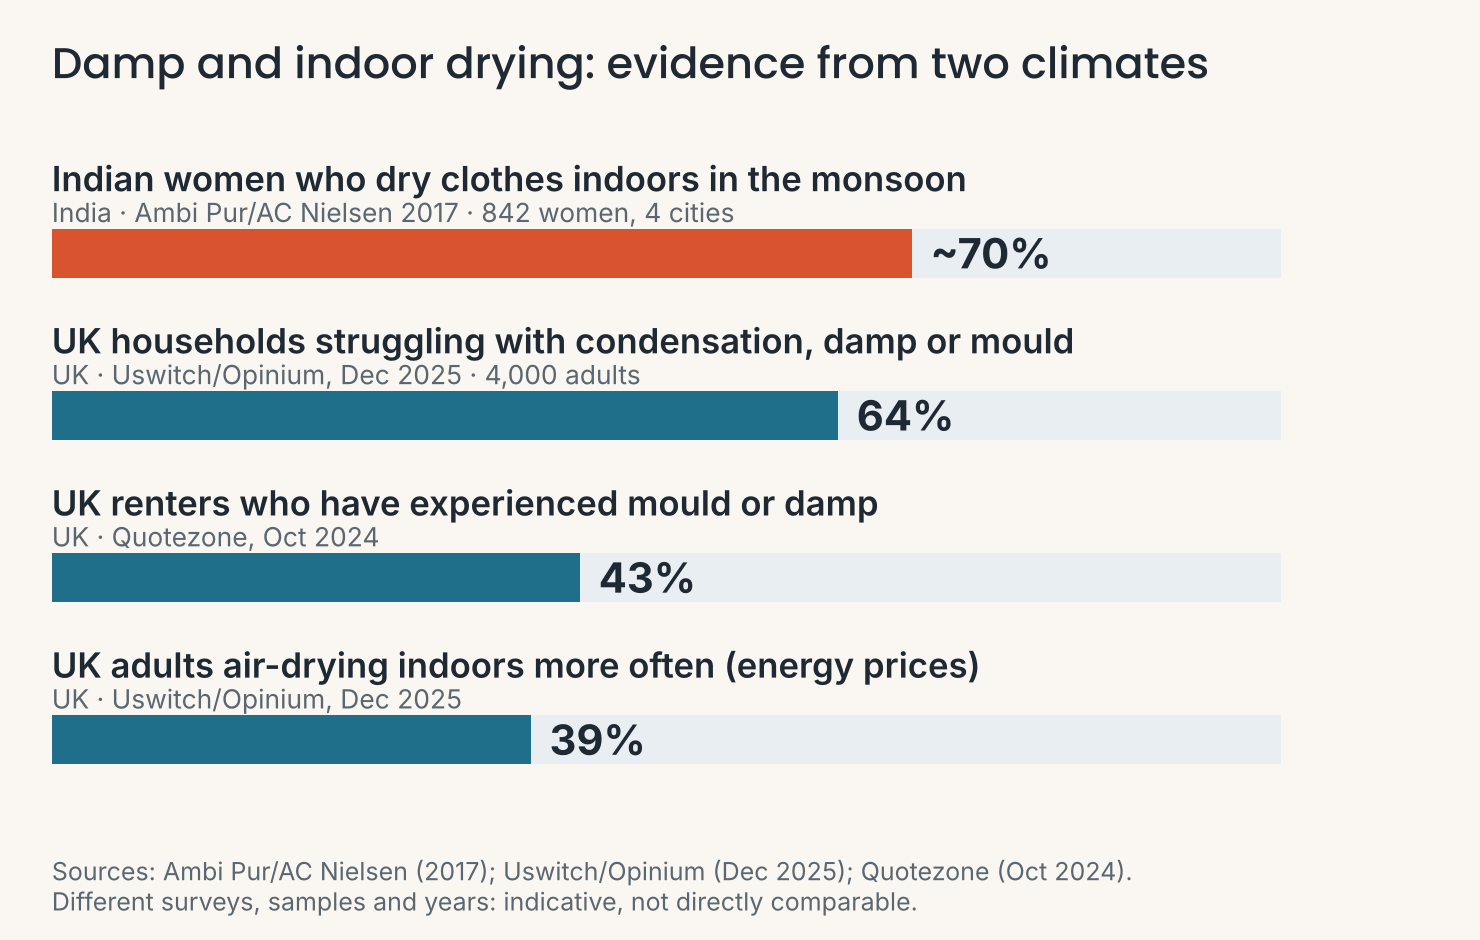 Damp and indoor drying: evidence from two climates
Indian women who dry clothes indoors in the monsoon
India · Ambi Pur/AC Nielsen 2017 · 842 women, 4 cities
~70%
UK households struggling with condensation, damp or mould
UK · Uswitch/Opinium, Dec 2025 · 4,000 adults
64%
UK renters who have experienced mould or damp
UK · Quotezone, Oct 2024
43%
UK adults air-drying indoors more often (energy prices)
UK · Uswitch/Opinium, Dec 2025
39%
Sources: Ambi Pur/AC Nielsen (2017); Uswitch/Opinium (Dec 2025); Quotezone (Oct 2024).
Different surveys, samples and years: indicative, not directly comparable.